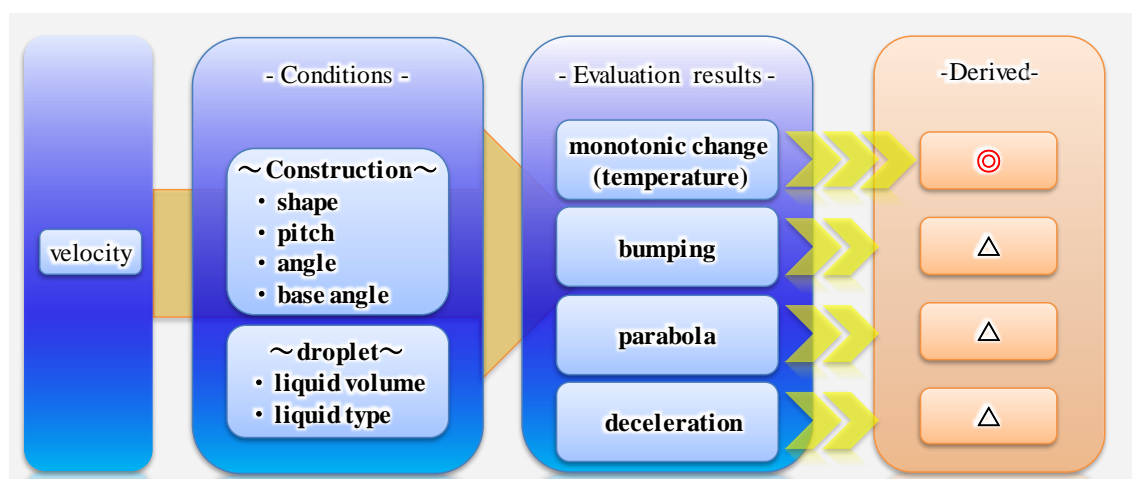 velocity
- Conditions -
～Construction～
・ shape
・ pitch
・ angle
・ base angle
～droplet～
・ liquid volume
・ liquid type
- Evaluation results -
monotonic change
(temperature)
bumping
parabola
deceleration
-Derived-
◎
△
△
△